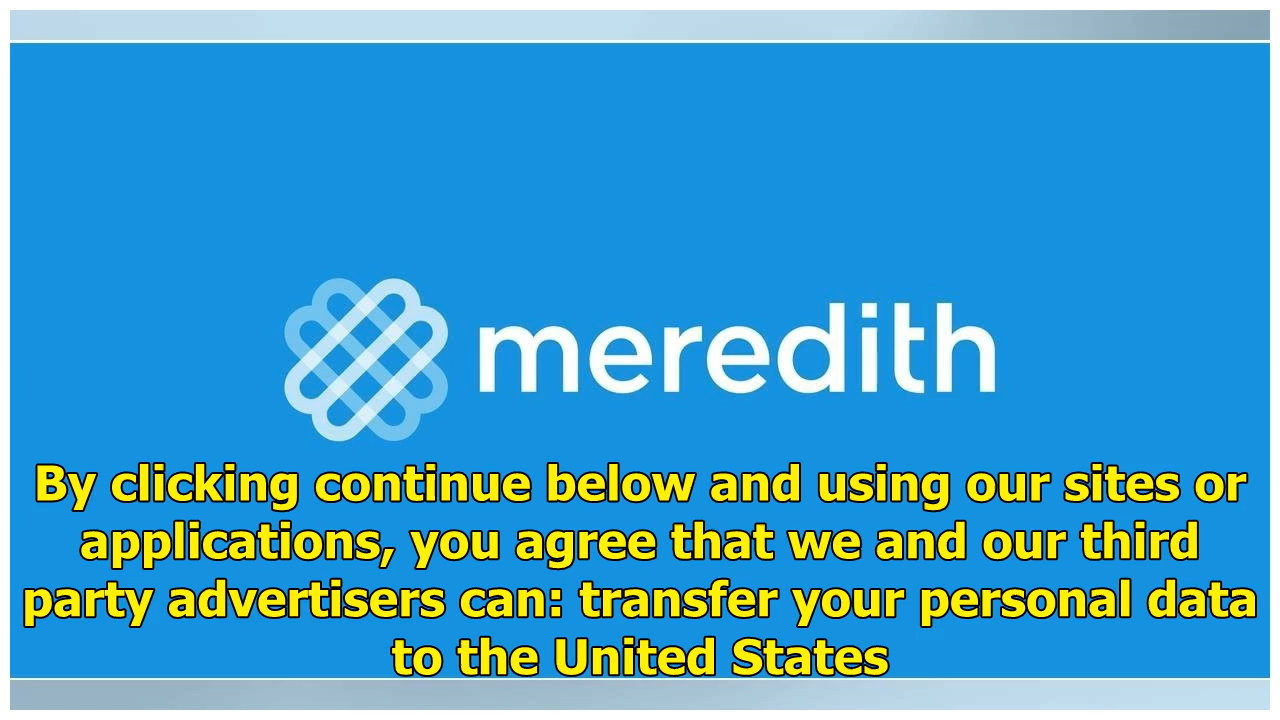 meredith
By clicking continue below and using our sites or
applications, you agree that we and our third
party advertisers can: transfer your personal data
to the United States